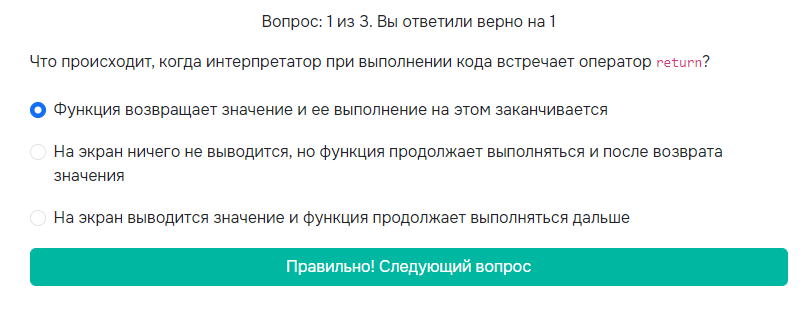 Вопрос: 1 из 3. Вы ответили верно на 1
Что происходит, когда интерпретатор при выполнении кода встречает оператор return?
Функция возвращает значение и ее выполнение на этом заканчивается
На экран ничего не выводится, но функция продолжает выполняться и после возврата
значения
На экран выводится значение и функция продолжает выполняться дальше
Правильно! Следующий вопрос